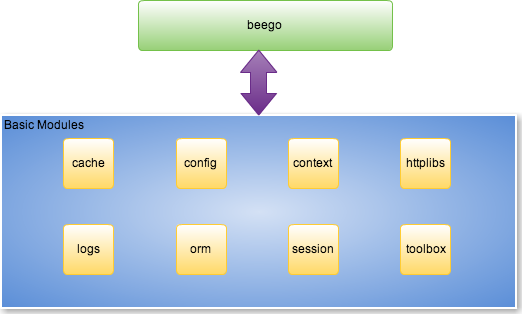 beego
Basic Modules
cache config context httplibs
logs orm session toolbox